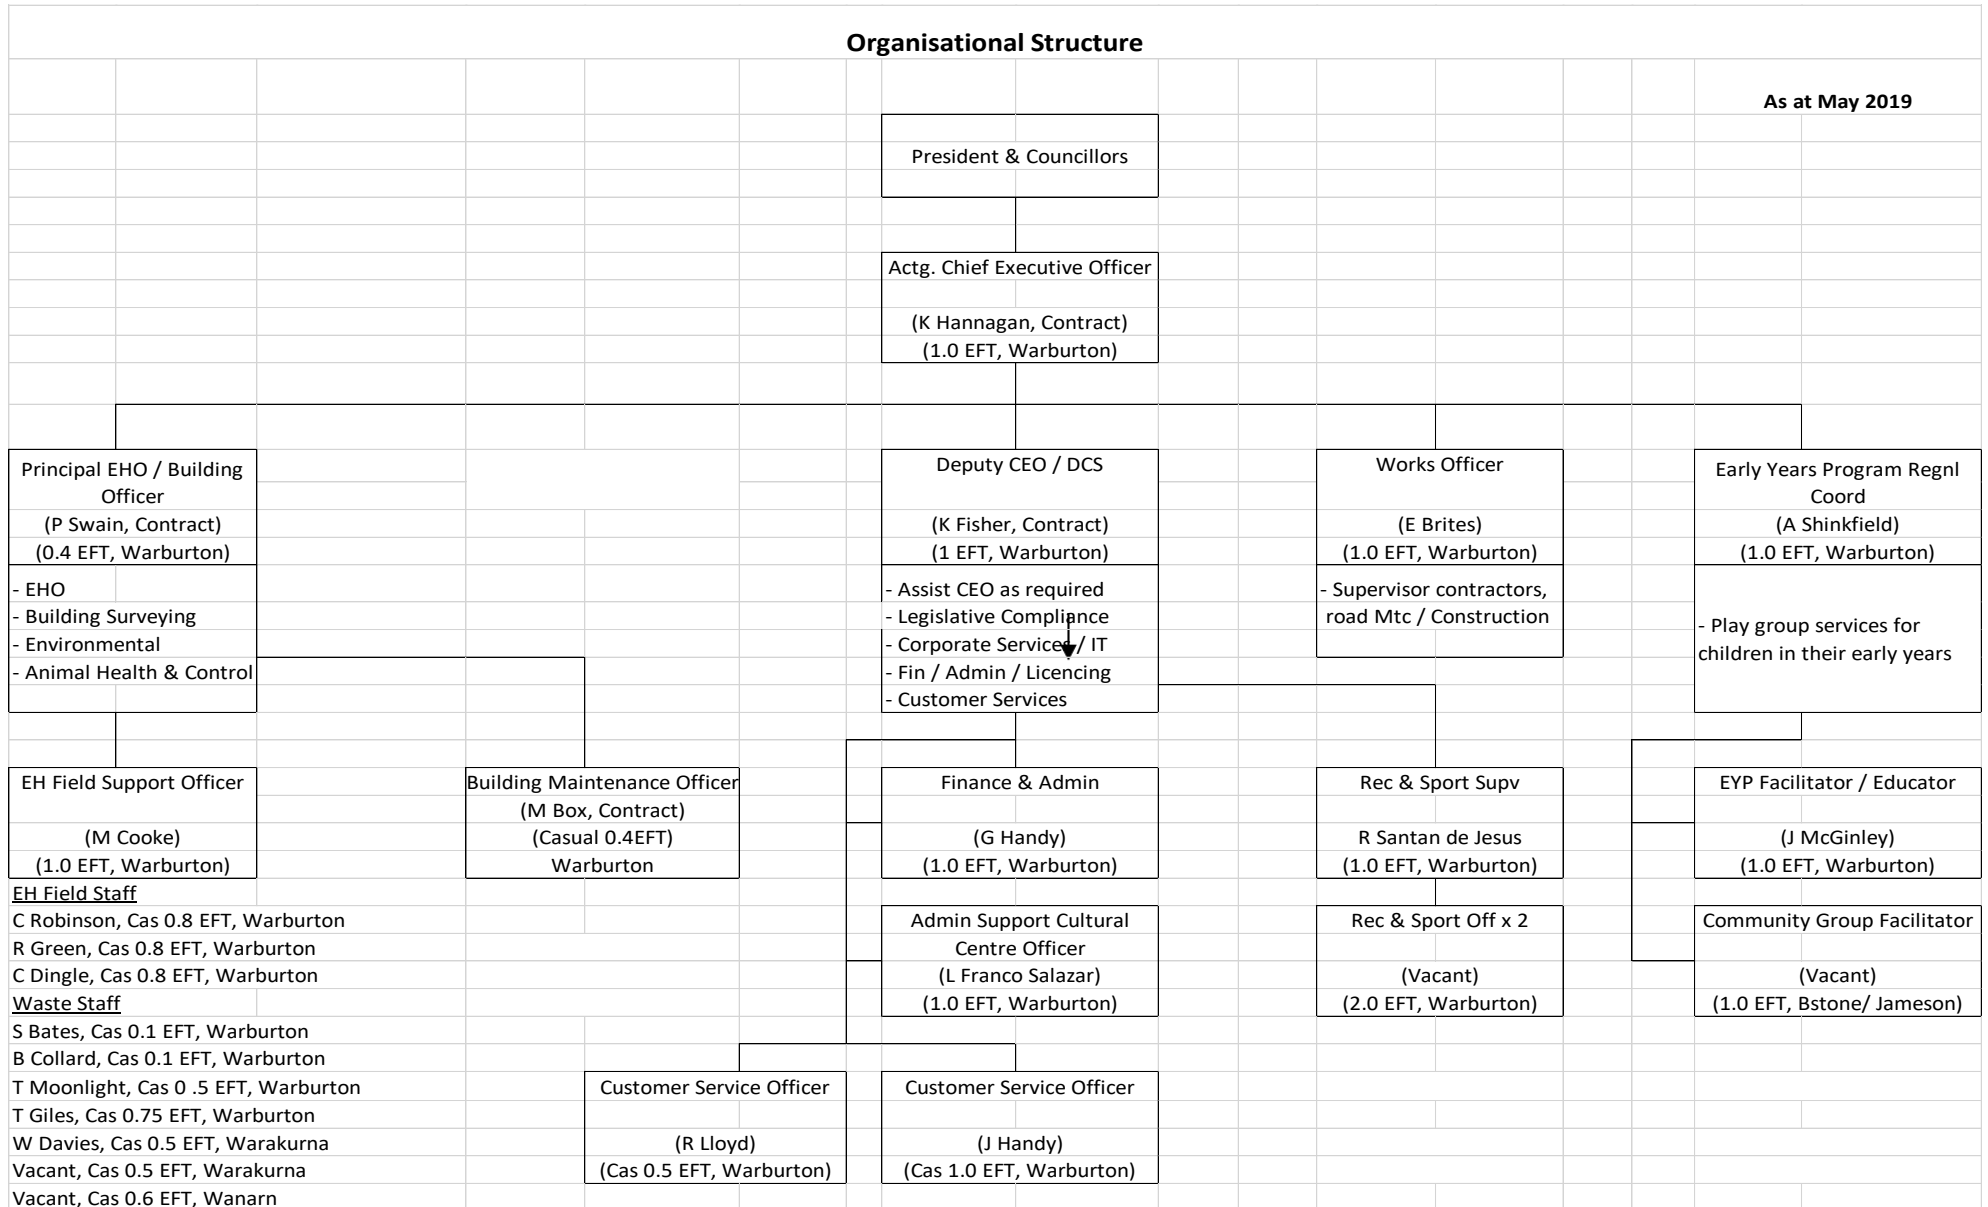 Organisational Structure
As at May 2019
President & Councillors
Actg. Chief Executive Officer
(K Hannagan, Contract)
(1.0 EFT, Warburton)
Principal EHO / Building
Officer
(P Swain, Contract)
(0.4 EFT, Warburton)
- EHO
- Building Surveying
- Environmental
- Animal Health & Control
Deputy CEO / DCS
(K Fisher, Contract)
(1 EFT, Warburton)
- Assist CEO as required
- Legislative Compliance
- Corporate Services / IT
- Fin / Admin / Licencing
- Customer Services
Works Officer
(E Brites)
(1.0 EFT, Warburton)
- Supervisor contractors,
road Mtc / Construction
Early Years Program Regnl
Coord
(A Shinkfield)
(1.0 EFT, Warburton)
- Play group services for
children in their early years
EH Field Support Officer
(M Cooke)
(1.0 EFT, Warburton)
EH Field Staff
C Robinson, Cas 0.8 EFT, Warburton
R Green, Cas 0.8 EFT, Warburton
C Dingle, Cas 0.8 EFT, Warburton
Waste Staff
S Bates, Cas 0.1 EFT, Warburton
B Collard, Cas 0.1 EFT, Warburton
T Moonlight, Cas 0 .5 EFT, Warburton
T Giles, Cas 0.75 EFT, Warburton
W Davies, Cas 0.5 EFT, Warakurna
Vacant, Cas 0.5 EFT, Warakurna
Vacant, Cas 0.6 EFT, Wanarn
Building Maintenance Officer
(M Box, Contract)
(Casual 0.4EFT)
Warburton
Finance & Admin
(G Handy)
(1.0 EFT, Warburton)
Admin Support Cultural
Centre Officer
(L Franco Salazar)
(1.0 EFT, Warburton)
Customer Service Officer
(R Lloyd)
(Cas 0.5 EFT, Warburton)
Customer Service Officer
(J Handy)
(Cas 1.0 EFT, Warburton)
Rec & Sport Supv
R Santan de Jesus
(1.0 EFT, Warburton)
Rec & Sport Off x 2
(Vacant)
(2.0 EFT, Warburton)
EYP Facilitator / Educator
(J McGinley)
(1.0 EFT, Warburton)
Community Group Facilitator
(Vacant)
(1.0 EFT, Bstone/ Jameson)